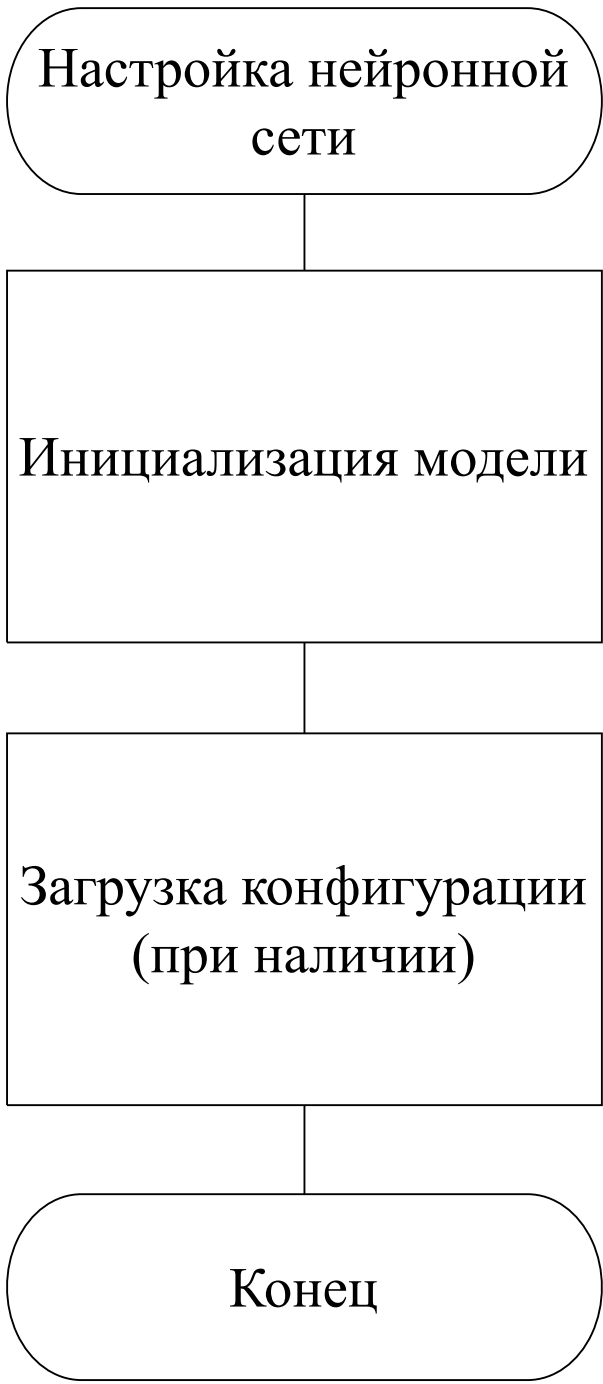 Настройка нейронной
сети
Инициализация модели
Загрузка конфигурации
(при наличии)
Конец